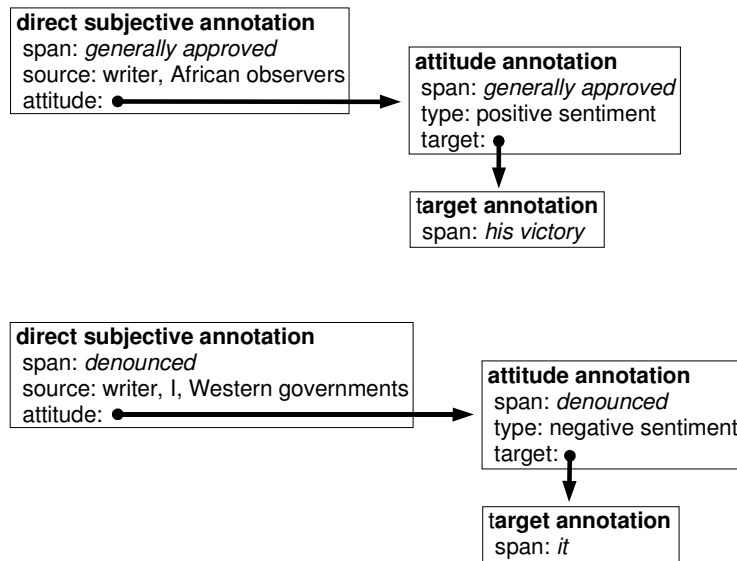 direct subjective annotation
span: generally approved
source: writer, African observers
attitude:
attitude annotation
span: generally approved
type: positive sentiment
target:
target annotation
span: his victory
direct subjective annotation
span: denounced
source: writer, I, Western governments
attitude:
attitude annotation
span: denounced
type: negative sentiment
target:
target annotation
span: it